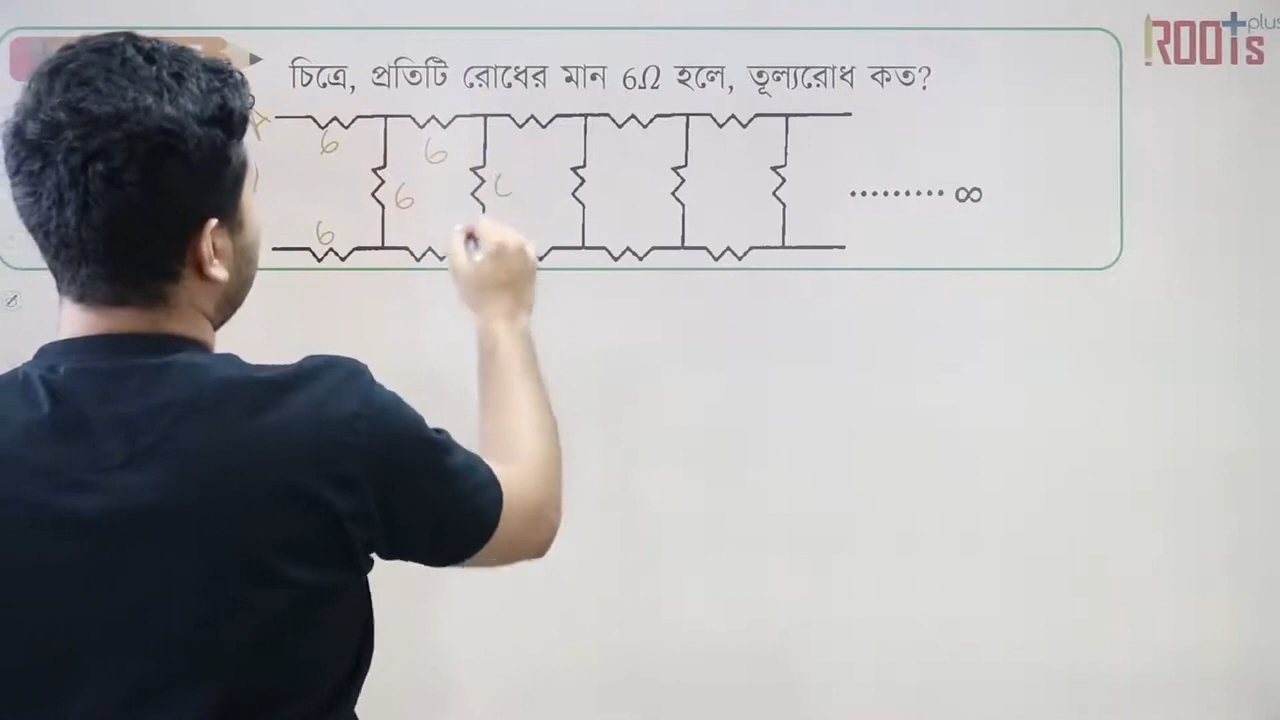 ROOTs
plus
চিত্রে, প্রতিটি রোধের মান 6Ω হলে, তূল্যরোধ কত?
A
6
6
6
6
......... ∞